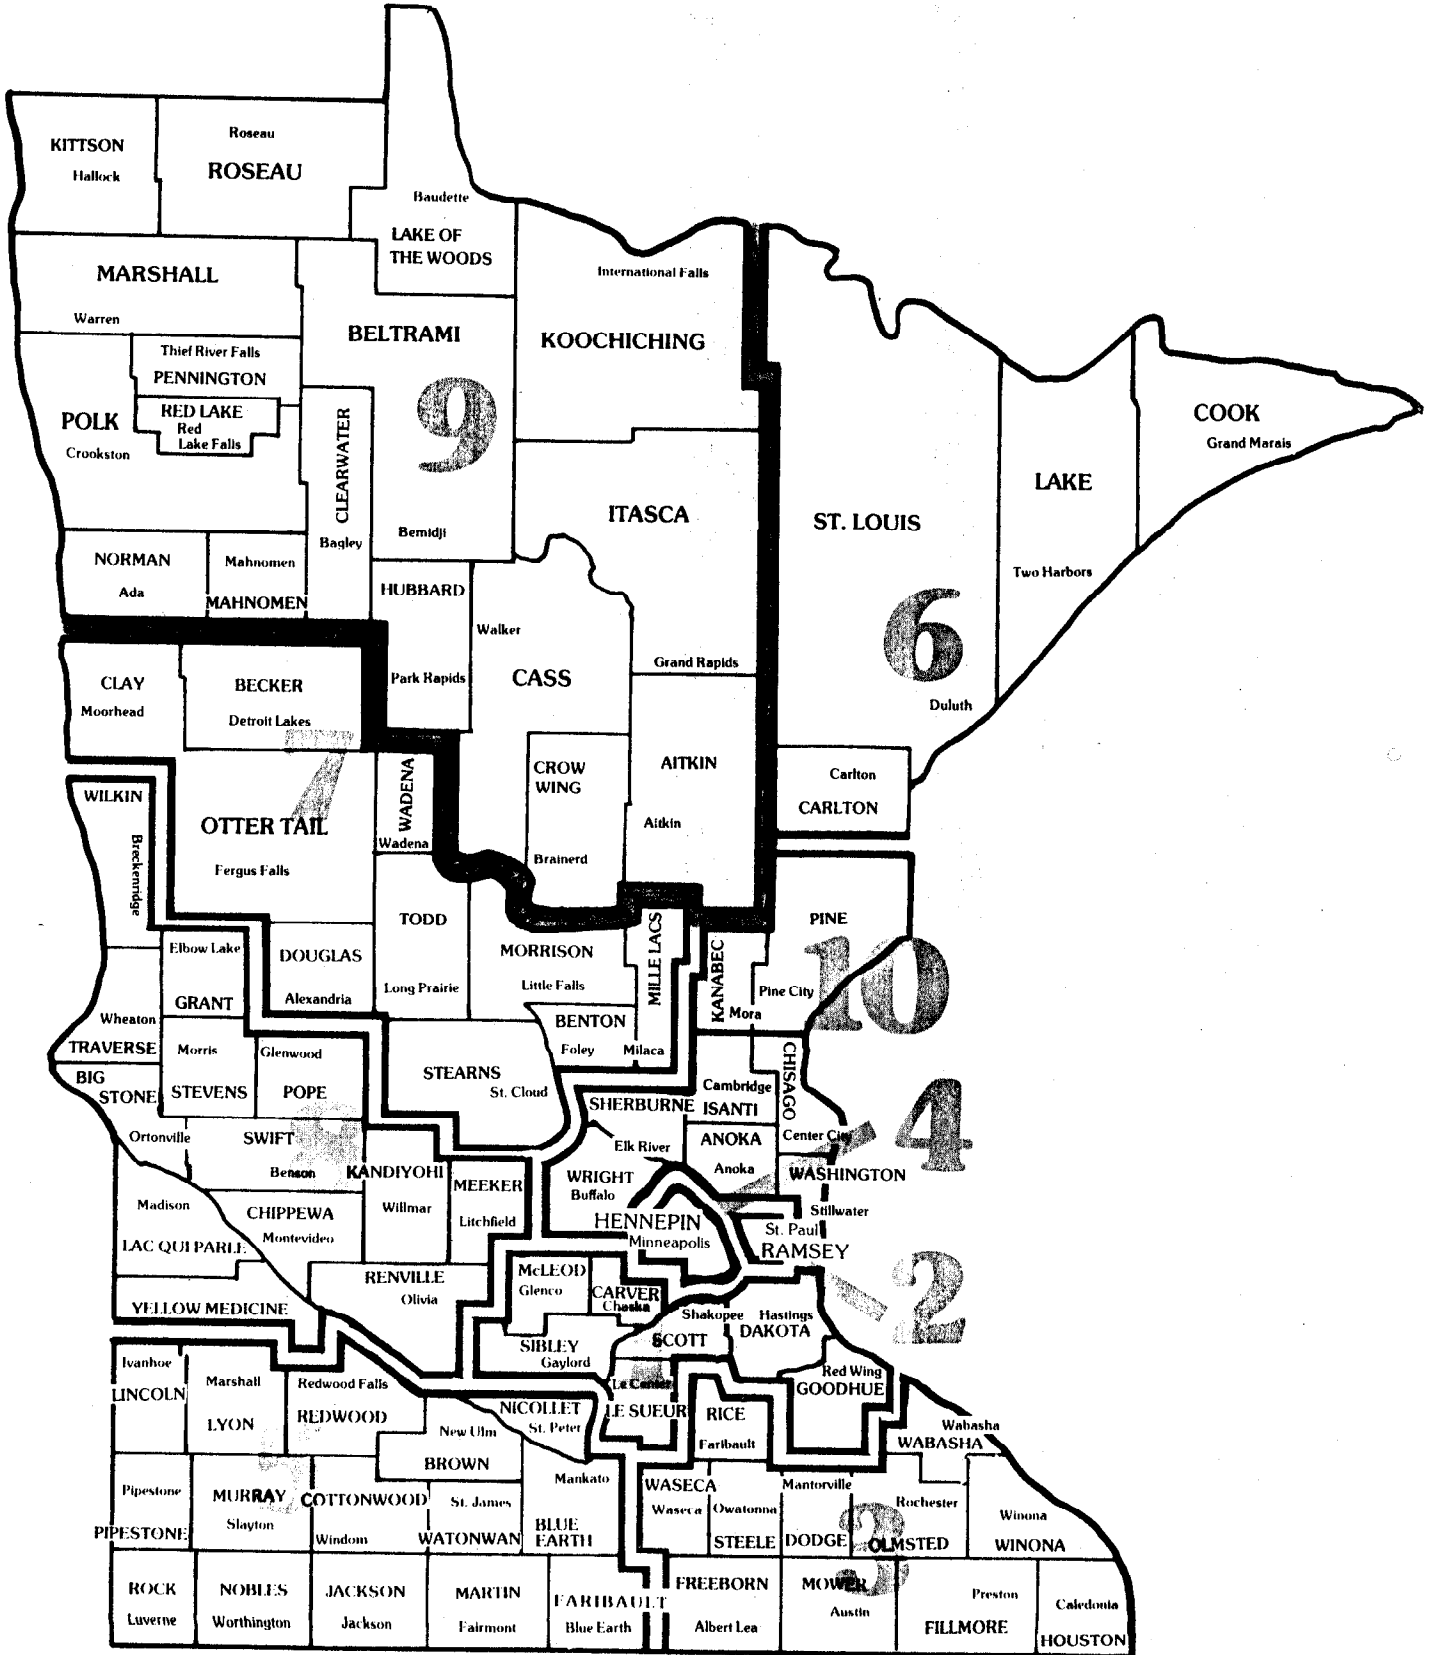 Roseau
KITTSON
ROSEAU
Hallock
Baudette
LAKE OF
THE WOODS
MARSHALL
International Falls
Warren
BELTRAMI
KOOCHICHING
Thief River Falls
PENNINGTON
RED LAKE
Red
Lake Falls
POLK
Crookston
CLEARWATER
9
COOK
Grand Marais
LAKE
ITASCA
ST. LOUIS
Bemidji
Bagley
NORMAN
Mahnomen
Two Harbors
Ada
MAHNOMEN
HUBBARD
Walker
6
Grand Rapids
CLAY
BECKER
Park Rapids
CASS
Moorhead
Detroit Lakes
Duluth
7
WADENA
CROW
WING
AITKIN
Carlton
CARLTON
WILKIN
OTTER TAIL
Wadena
Aitkin
Breckenridge
Fergus Falls
Brainerd
TODD
PINE
MORRISON
MILLE LACS
KANABEC
10
Elbow Lake
DOUGLAS
Long Prairie
Little Falls
Pine City
GRANT
Alexandria
Mora
Wheaton
BENTON
TRAVERSE
Morris
Glenwood
Foley
Milaca
CHISAGO
BIG
STONE
STEVENS
POPE
STEARNS
St. Cloud
Cambridge
ISANTI
SHERBURNE
4
Ortonville
SWIFT
Elk River
ANOKA
Center City
Benson
KANDIYOHI
MEEKER
WRIGHT
Anoka
WASHINGTON
Buffalo
Madison
Willmar
CHIPPEWA
Litchfield
HENNEPIN
Stillwater
Montevideo
Minneapolis
St. Paul
LAC QUI PARLE
RAMSEY
McLEOD
RENVILLE
Olivia
Glenco
CARVER
Chaska
2
YELLOW MEDICINE
Shakopee
Hastings
SCOTT
DAKOTA
SIBLEY
Gaylord
Ivanhoe
Marshall
Redwood Falls
Le Center
Red Wing
GOODHUE
LINCOLN
LYON
REDWOOD
NICOLLET
St. Peter
LE SUEUR
RICE
Wabasha
WABASHA
New Ulm
Faribault
BROWN
Mankato
WASECA
Mantorville
Pipestone
MURRAY
COTTONWOOD
St. James
Waseca
Owatonna
Rochester
Slayton
Winona
PIPESTONE
Windom
WATONWAN
BLUE
EARTH
STEELE
DODGE
OLMSTED
WINONA
3
ROCK
NOBLES
JACKSON
MARTIN
FARIBAULT
FREEBORN
MOWER
Preston
Luverne
Worthington
Jackson
Fairmont
Blue Earth
Albert Lea
Austin
FILLMORE
Caledonia
HOUSTON